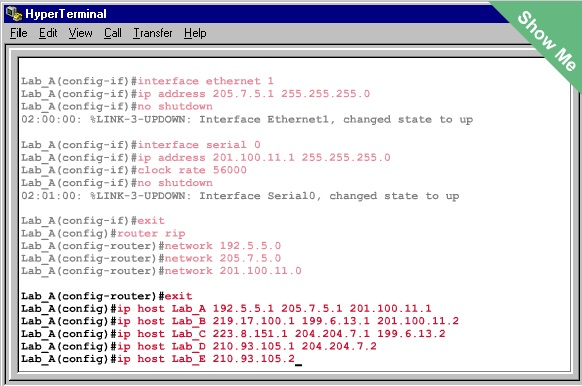 HyperTerminal
File Edit View Call Transfer Help
Show Me
Lab_A(config-if)#interface ethernet 1
Lab_A(config-if)#ip address 205.7.5.1 255.255.255.0
Lab_A(config-if)#no shutdown
02:00:00: %LINK-3-UPDOWN: Interface Ethernet1, changed state to up
Lab_A(config-if)#interface serial 0
Lab_A(config-if)#ip address 201.100.11.1 255.255.255.0
Lab_A(config-if)#clock rate 56000
Lab_A(config-if)#no shutdown
02:01:00: %LINK-3-UPDOWN: Interface Serial0, changed state to up
Lab_A(config-if)#exit
Lab_A(config)#router rip
Lab_A(config-router)#network 192.5.5.0
Lab_A(config-router)#network 205.7.5.0
Lab_A(config-router)#network 201.100.11.0
Lab_A(config-router)#exit
Lab_A(config)#ip host Lab_A 192.5.5.1 205.7.5.1 201.100.11.1
Lab_A(config)#ip host Lab_B 219.17.100.1 199.6.13.1 201.100.11.2
Lab_A(config)#ip host Lab_C 223.8.151.1 204.204.7.1 199.6.13.2
Lab_A(config)#ip host Lab_D 210.93.105.1 204.204.7.2
Lab_A(config)#ip host Lab_E 210.93.105.2_